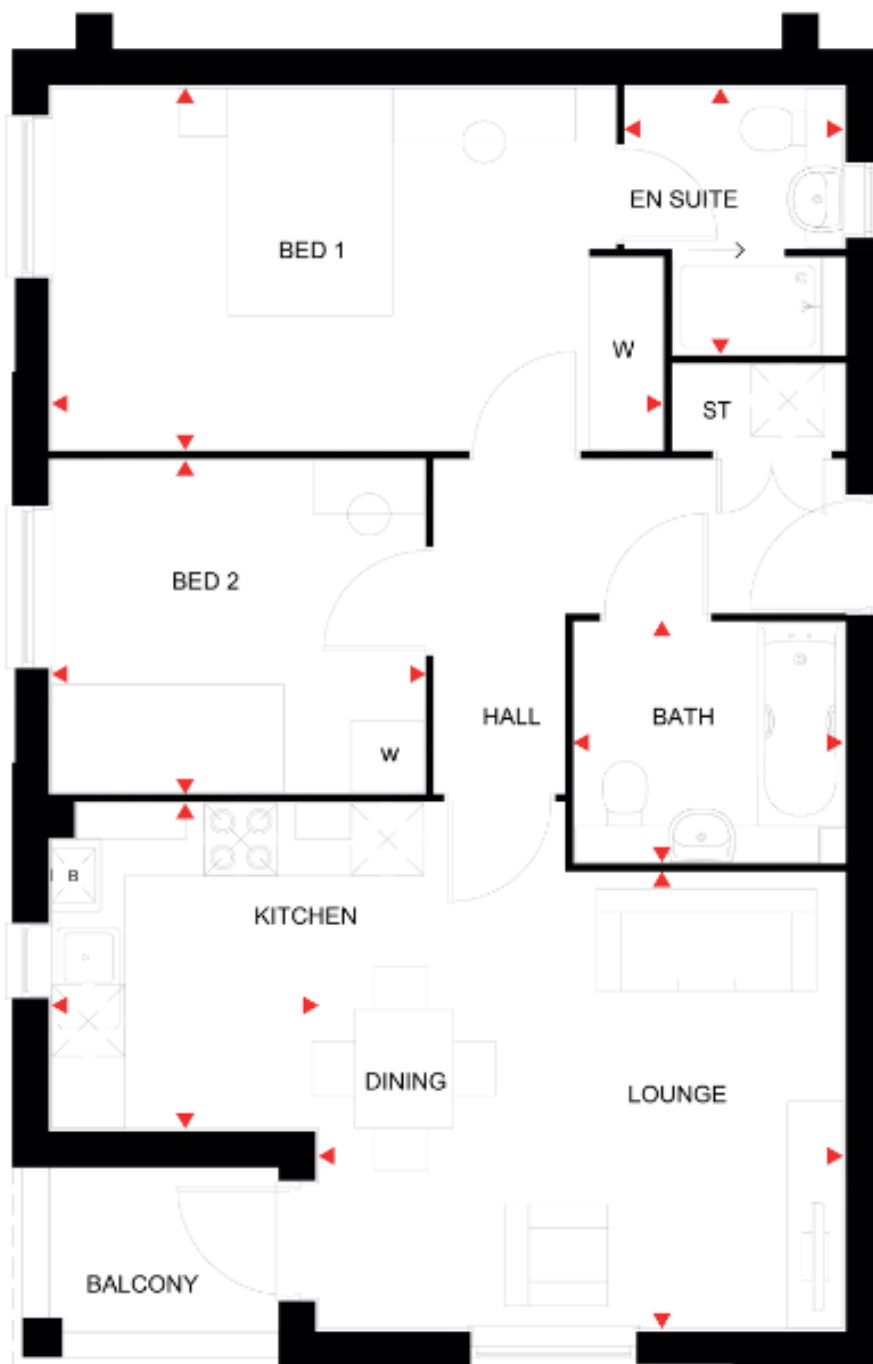 EN SUITE
BED 1
W
ST
BED 2
HALL
BATH
W
B
KITCHEN
DINING
LOUNGE
BALCONY